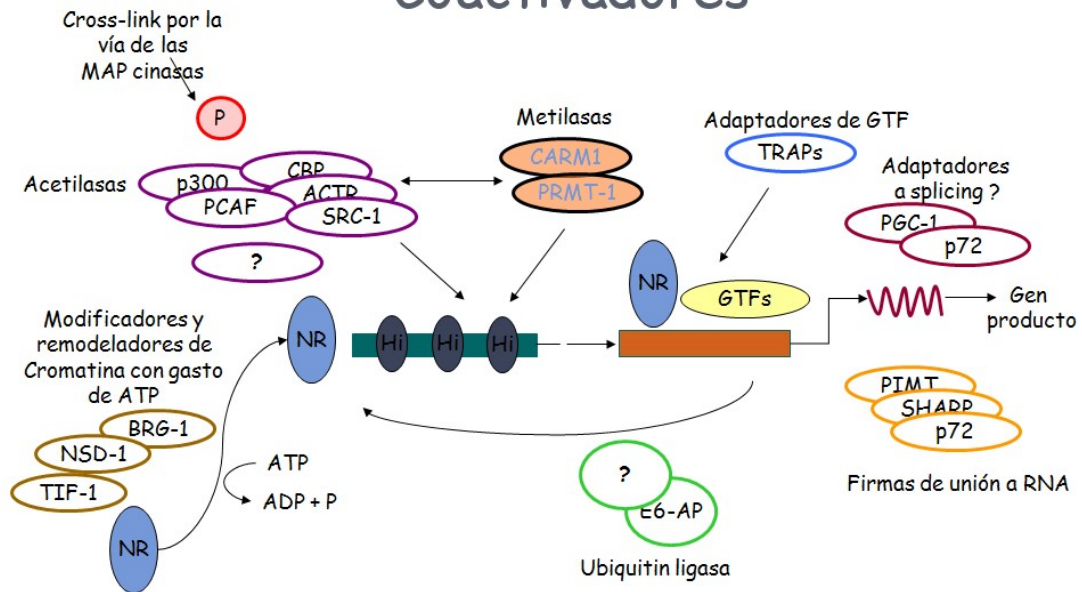 Coactivadores
Cross-link por la
vía de las
MAP cinasas
P
Acetilasas
p300
CBP
PCAF
ACTR
SRC-1
?
Metilasas
CARM1
PRMT-1
Adaptadores de GTF
TRAPs
Adaptadores
a splicing ?
PGC-1
p72
NR
GTFs
Gen
producto
Modificadores y
remodeladores de
Cromatina con gasto
de ATP
NR
Hi
Hi
Hi
BRG-1
NSD-1
TIF-1
ATP
ADP + P
NR
?
E6-AP
Ubiquitin ligasa
PIMT
SHARP
p72
Firmas de unión a RNA